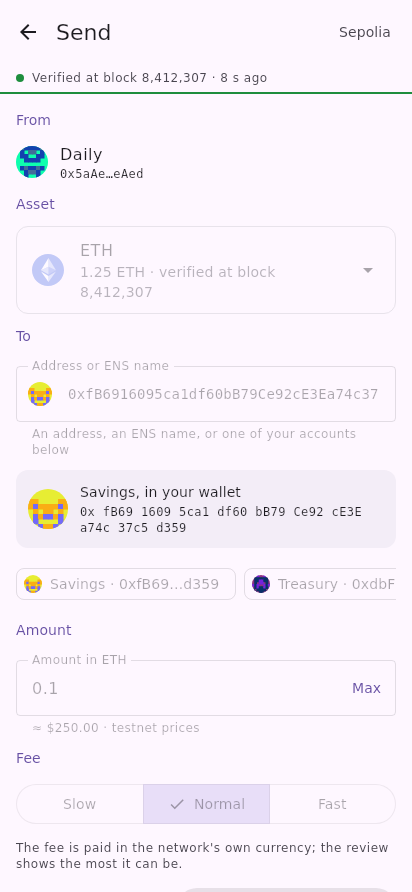 Send
Sepolia
Verified at block 8,412,307 · 8 s ago
From
Daily
0x5aAe…eAed
Asset
ETH
1.25 ETH · verified at block
8,412,307
To
Address or ENS name
0xfB6916095ca1df60bB79Ce92cE3Ea74c37
An address, an ENS name, or one of your accounts
below
Savings, in your wallet
0x fB69 1609 5ca1 df60 bB79 Ce92 cE3E
a74c 37c5 d359
Savings · 0xfB69…d359
Treasury · 0xdbF
Amount
Amount in ETH
0.1
Max
≈ $250.00 · testnet prices
Fee
Slow
Normal
Fast
The fee is paid in the network's own currency; the review
shows the most it can be.